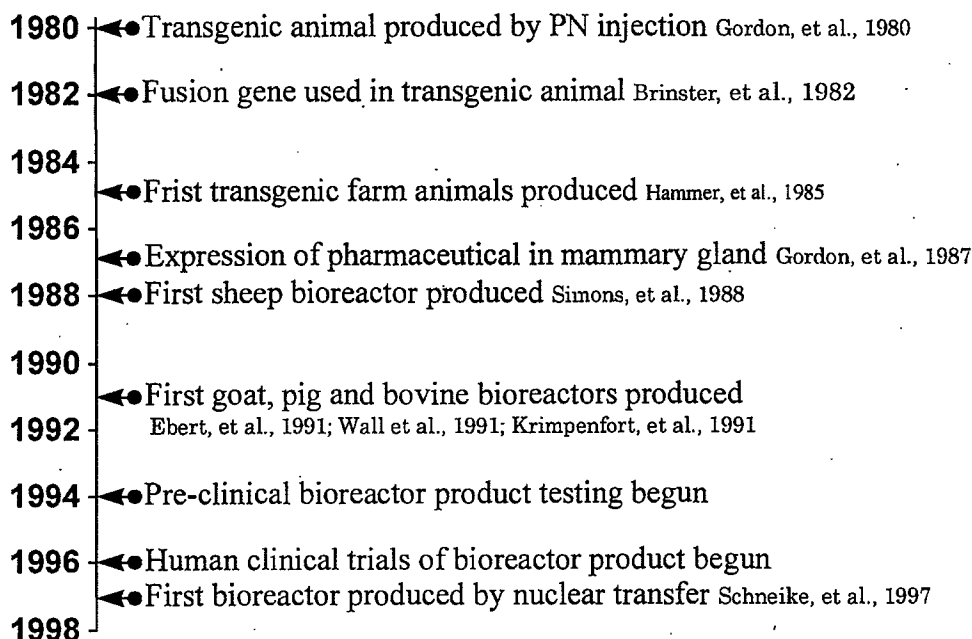 1980 Transgenic animal produced by PN injection Gordon, et al., 1980
1982 Fusion gene used in transgenic animal Brinster, et al., 1982
1984
Frist transgenic farm animals produced Hammer, et al., 1985
1986
Expression of pharmaceutical in mammary gland Gordon, et al., 1987
1988 First sheep bioreactor produced Simons, et al., 1988
1990
First goat, pig and bovine bioreactors produced
1992 Ebert, et al., 1991; Wall et al., 1991; Krimpenfort, et al., 1991
1994 Pre-clinical bioreactor product testing begun
1996 Human clinical trials of bioreactor product begun
First bioreactor produced by nuclear transfer Schneike, et al., 1997
1998